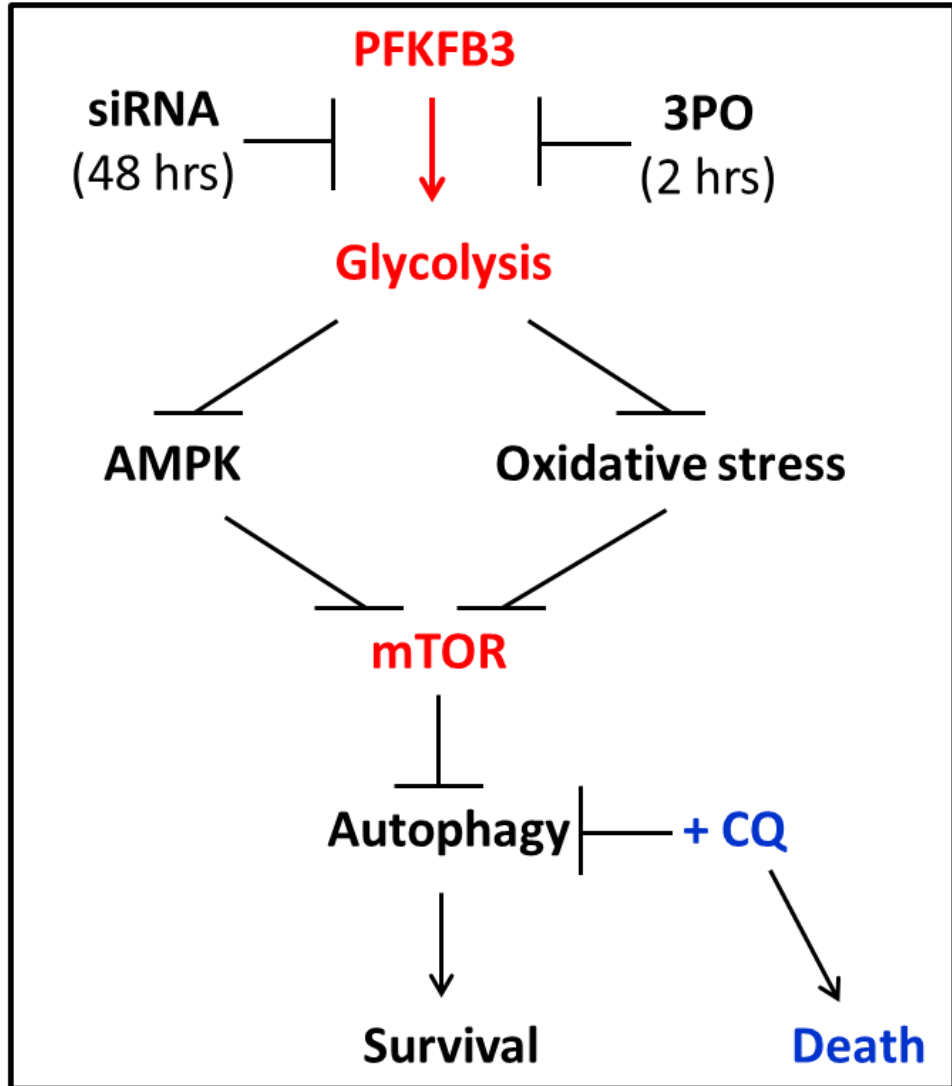 PFKFB3
siRNA
(48 hrs)
3PO
(2 hrs)
Glycolysis
AMPK
Oxidative stress
mTOR
Autophagy
+ CQ
Survival
Death